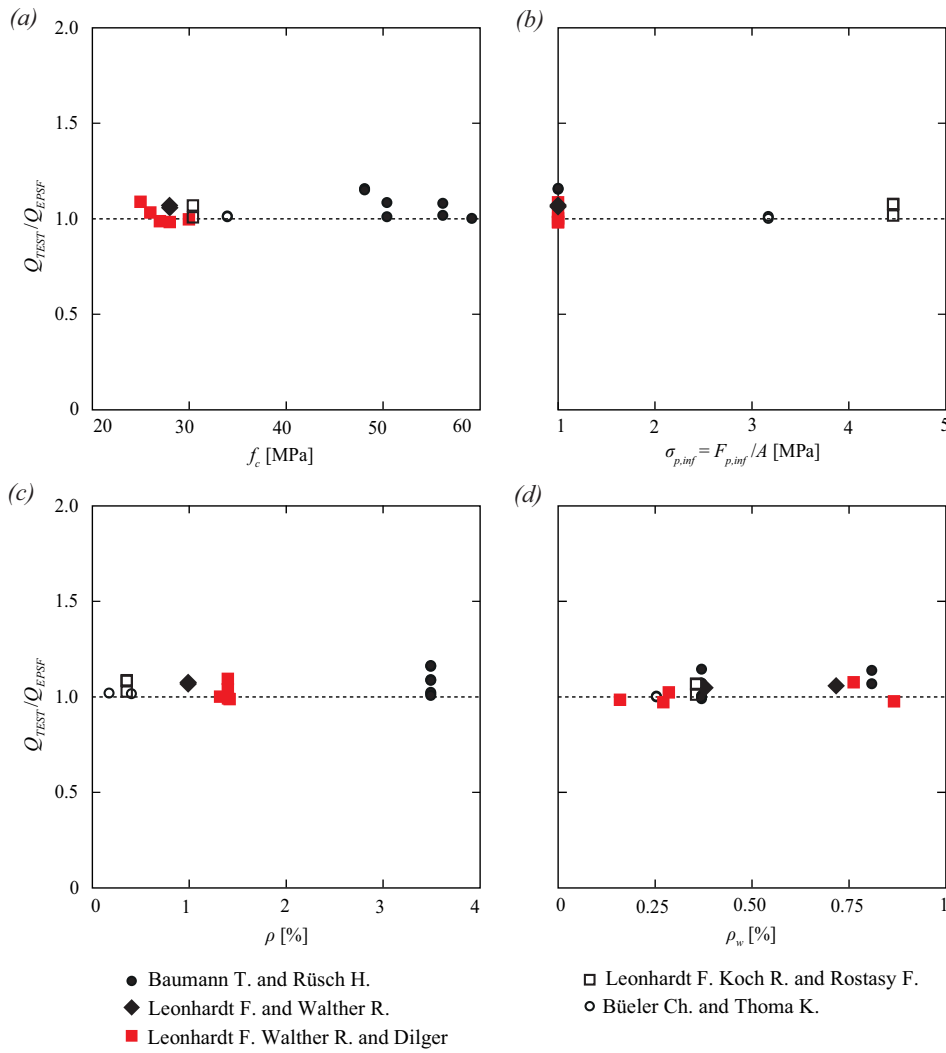 (a)
(b)
2.0
1.5
1.0
0.5
0
Q_TEST/Q_EPSF
20 30 40 50 60
f_c [MPa]
1 2 3 4 5
σ_p,inf = F_p,inf/A [MPa]
(c)
(d)
2.0
1.5
1.0
0.5
0
Q_TEST/Q_EPSF
0 1 2 3 4
ρ [%]
0 0.25 0.50 0.75 1
ρ_w [%]
Baumann T. and Rüsch H.
Leonhardt F. and Walther R.
Leonhardt F. Walther R. and Dilger
Leonhardt F. Koch R. and Rostasy F.
Büeler Ch. and Thoma K.